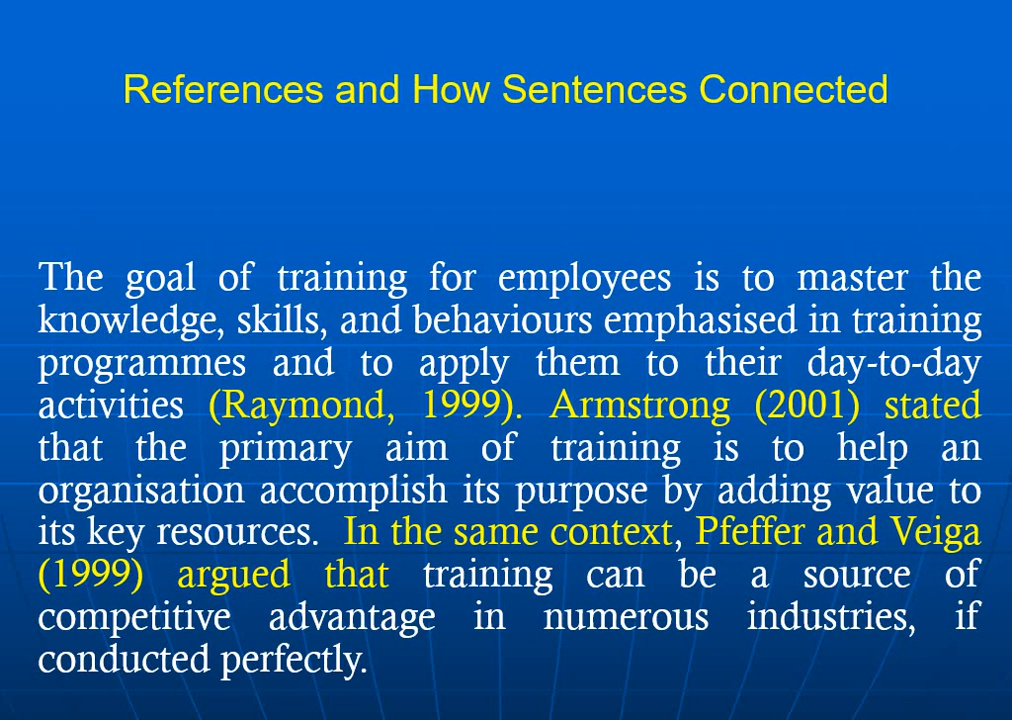 References and How Sentences Connected
The goal of training for employees is to master the
knowledge, skills, and behaviours emphasised in training
programmes and to apply them to their day-to-day
activities (Raymond, 1999). Armstrong (2001) stated
that the primary aim of training is to help an
organisation accomplish its purpose by adding value to
its key resources. In the same context, Pfeffer and Veiga
(1999) argued that training can be a source of
competitive advantage in numerous industries, if
conducted perfectly.